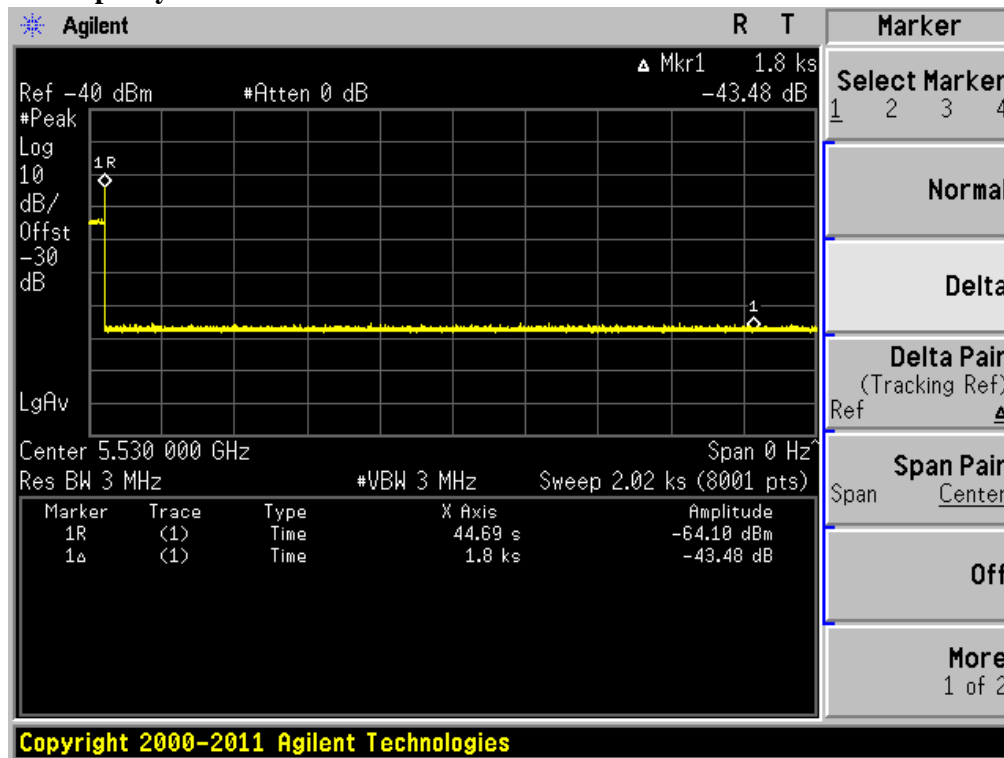 Agilent R T
Marker
Δ Mkr1 1.8 ks
Ref -40 dBm #Atten 0 dB -43.48 dB
#Peak
Log
10
dB/
Offst
-30
dB
LgAv
1R
1
Center 5.530 000 GHz Span 0 Hz^
Res BW 3 MHz #VBW 3 MHz Sweep 2.02 ks (8001 pts)
Marker Trace Type X Axis Amplitude
1R (1) Time 44.69 s -64.10 dBm
1Δ (1) Time 1.8 ks -43.48 dB
Select Marker
1 2 3 4
Normal
Delta
Delta Pair
(Tracking Ref)
Ref Δ
Span Pair
Span Center
Off
More
1 of 2
Copyright 2000-2011 Agilent Technologies